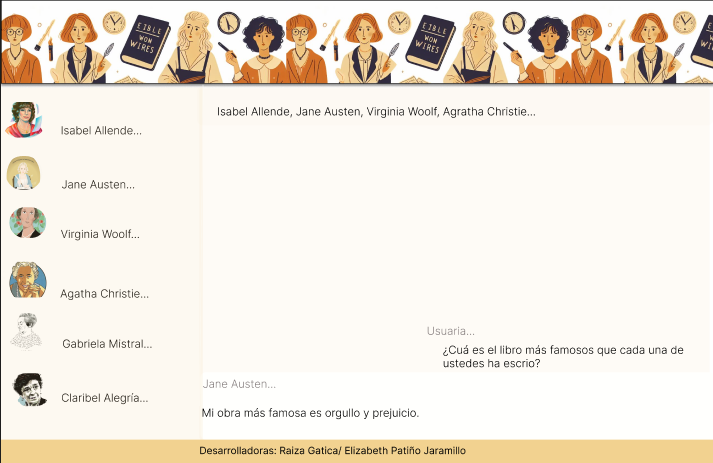 EIBLE
WON
WIRES
EIBLE
WON
WIRES
Isabel Allende, Jane Austen, Virginia Woolf, Agratha Christie...
Isabel Allende...
Jane Austen...
Virginia Woolf...
Agatha Christie...
Gabriela Mistral...
Claribel Alegría...
Usuaria...
¿Cuá es el libro más famosos que cada una de
ustedes ha escrio?
Jane Austen...
Mi obra más famosa es orgullo y prejuicio.
Desarrolladoras: Raiza Gatica/ Elizabeth Patiño Jaramillo